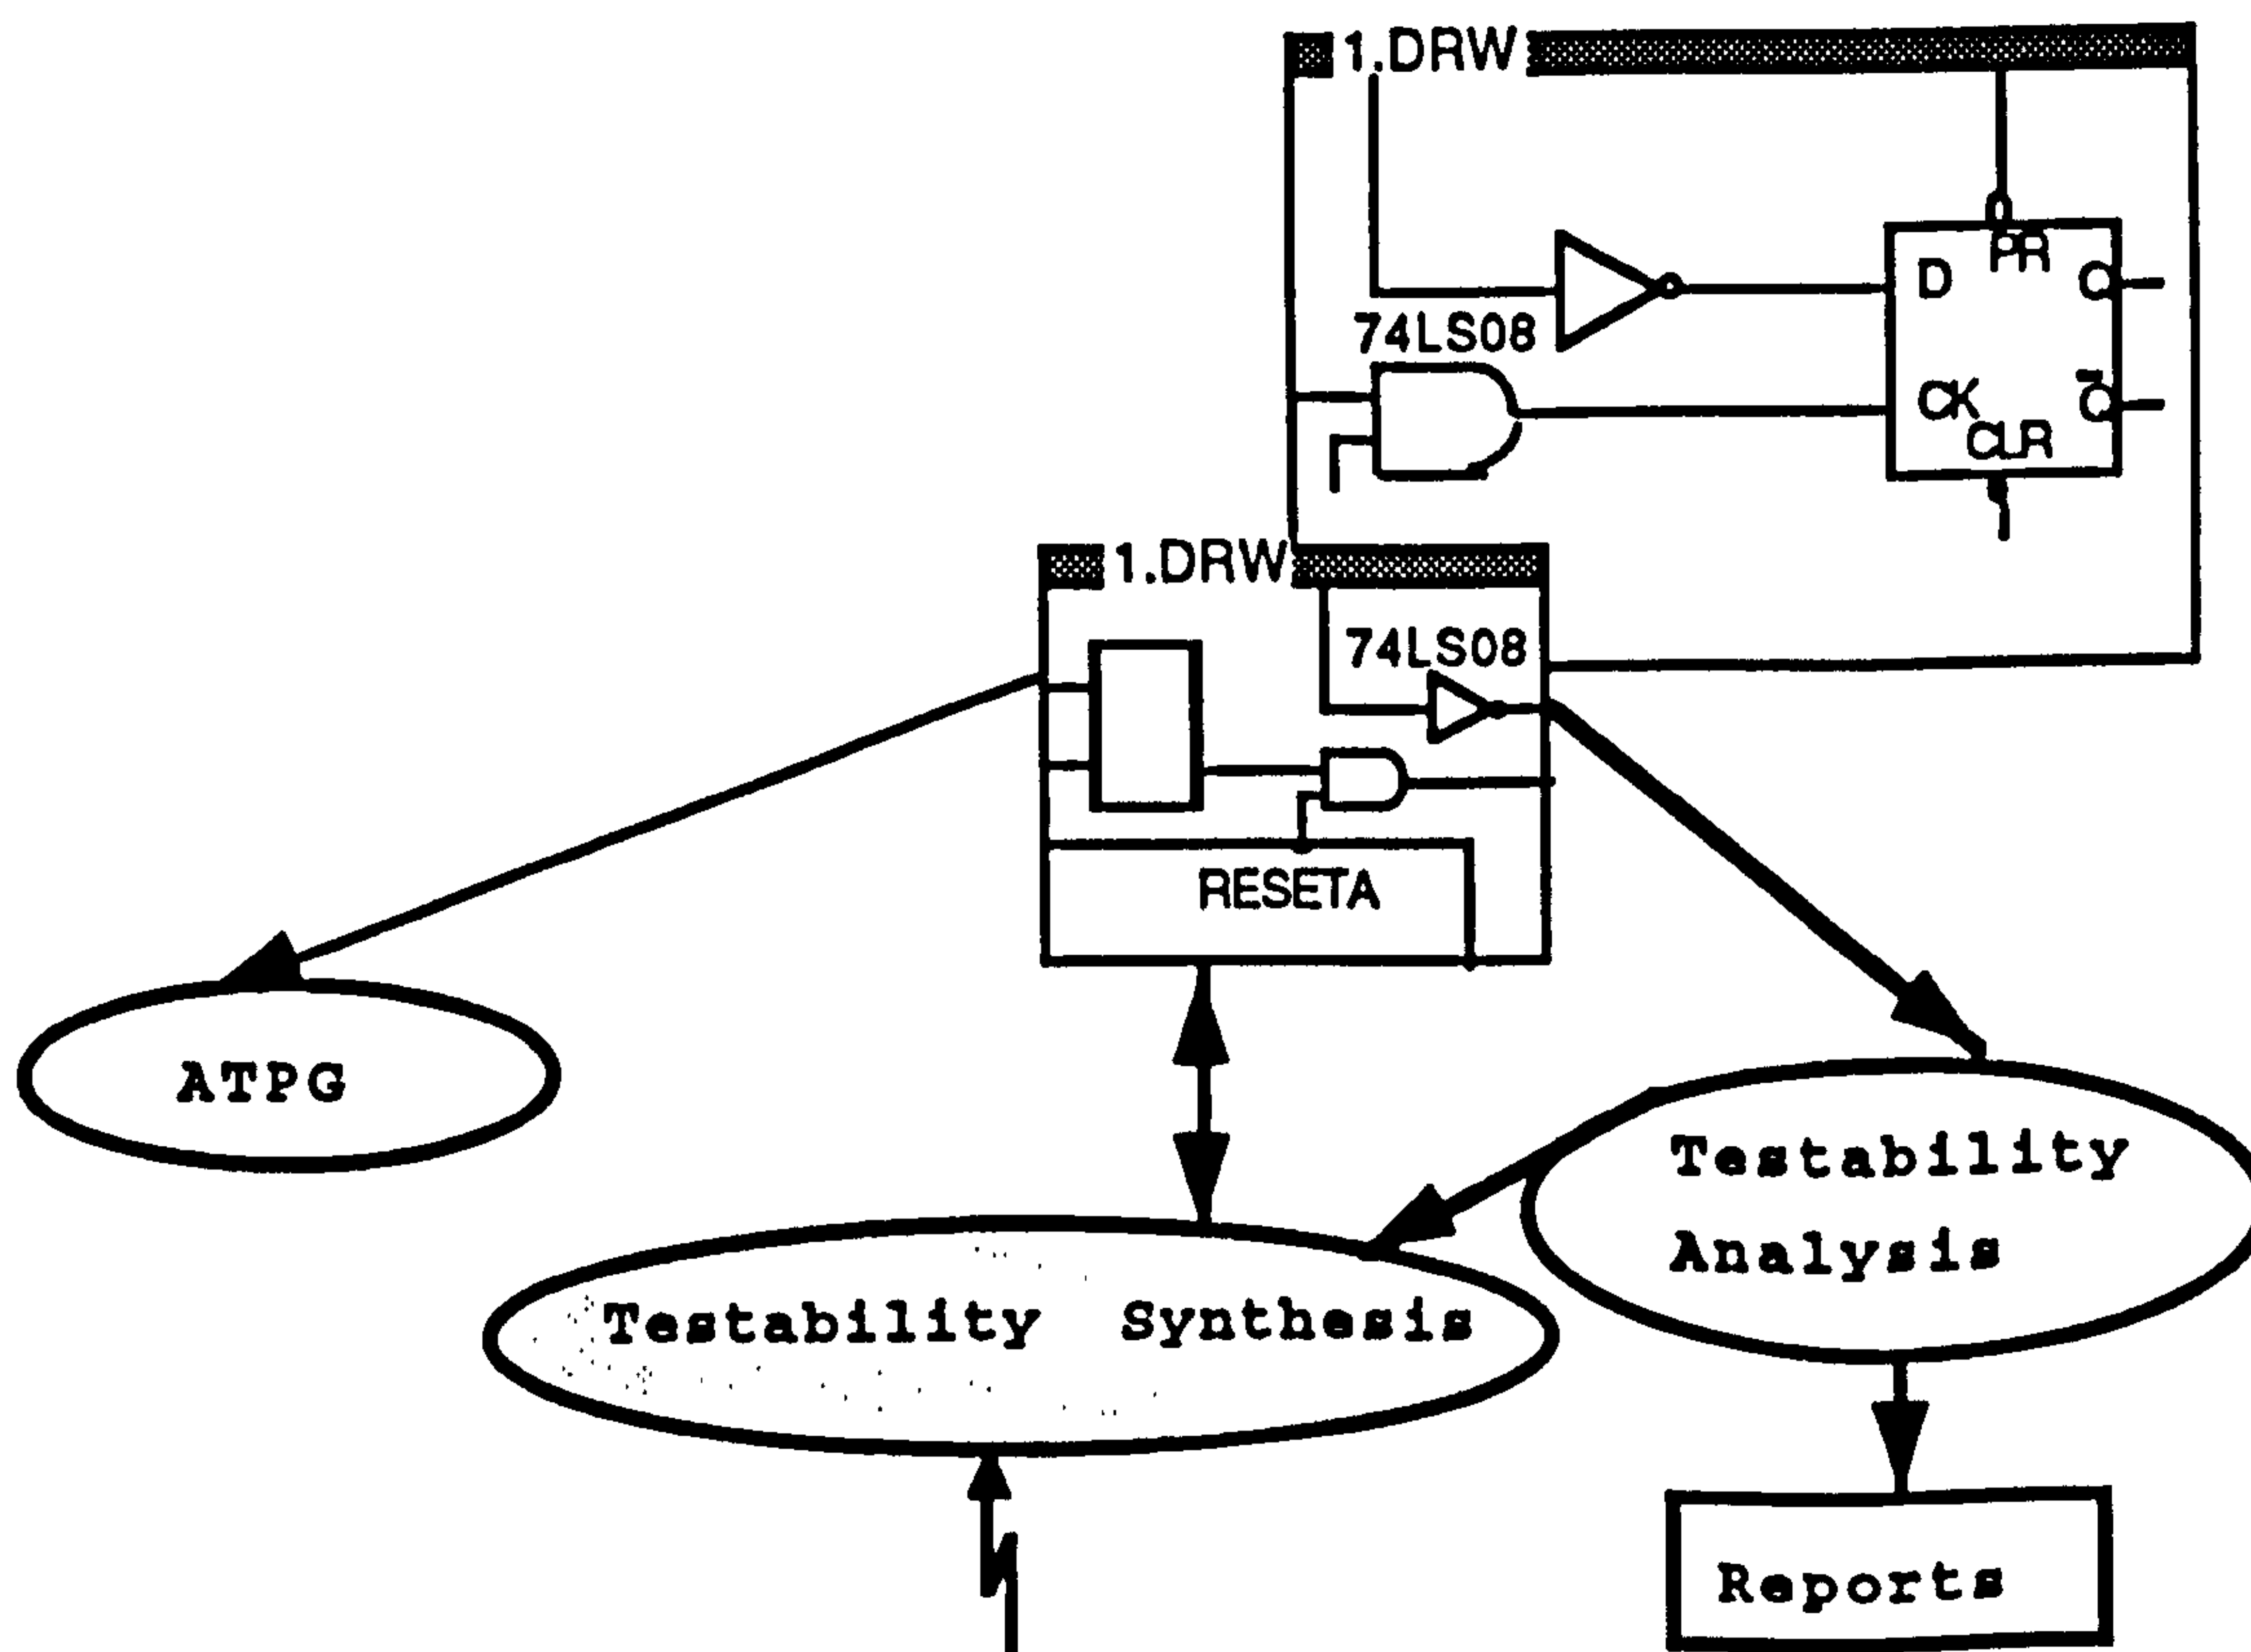 1.DRW
PR
D
Q
74LS08
CK
Q̄
CLR
1.DRW
74LS08
RESETA
ATPG
Testability
Analysis
Testability Synthesis
Reports